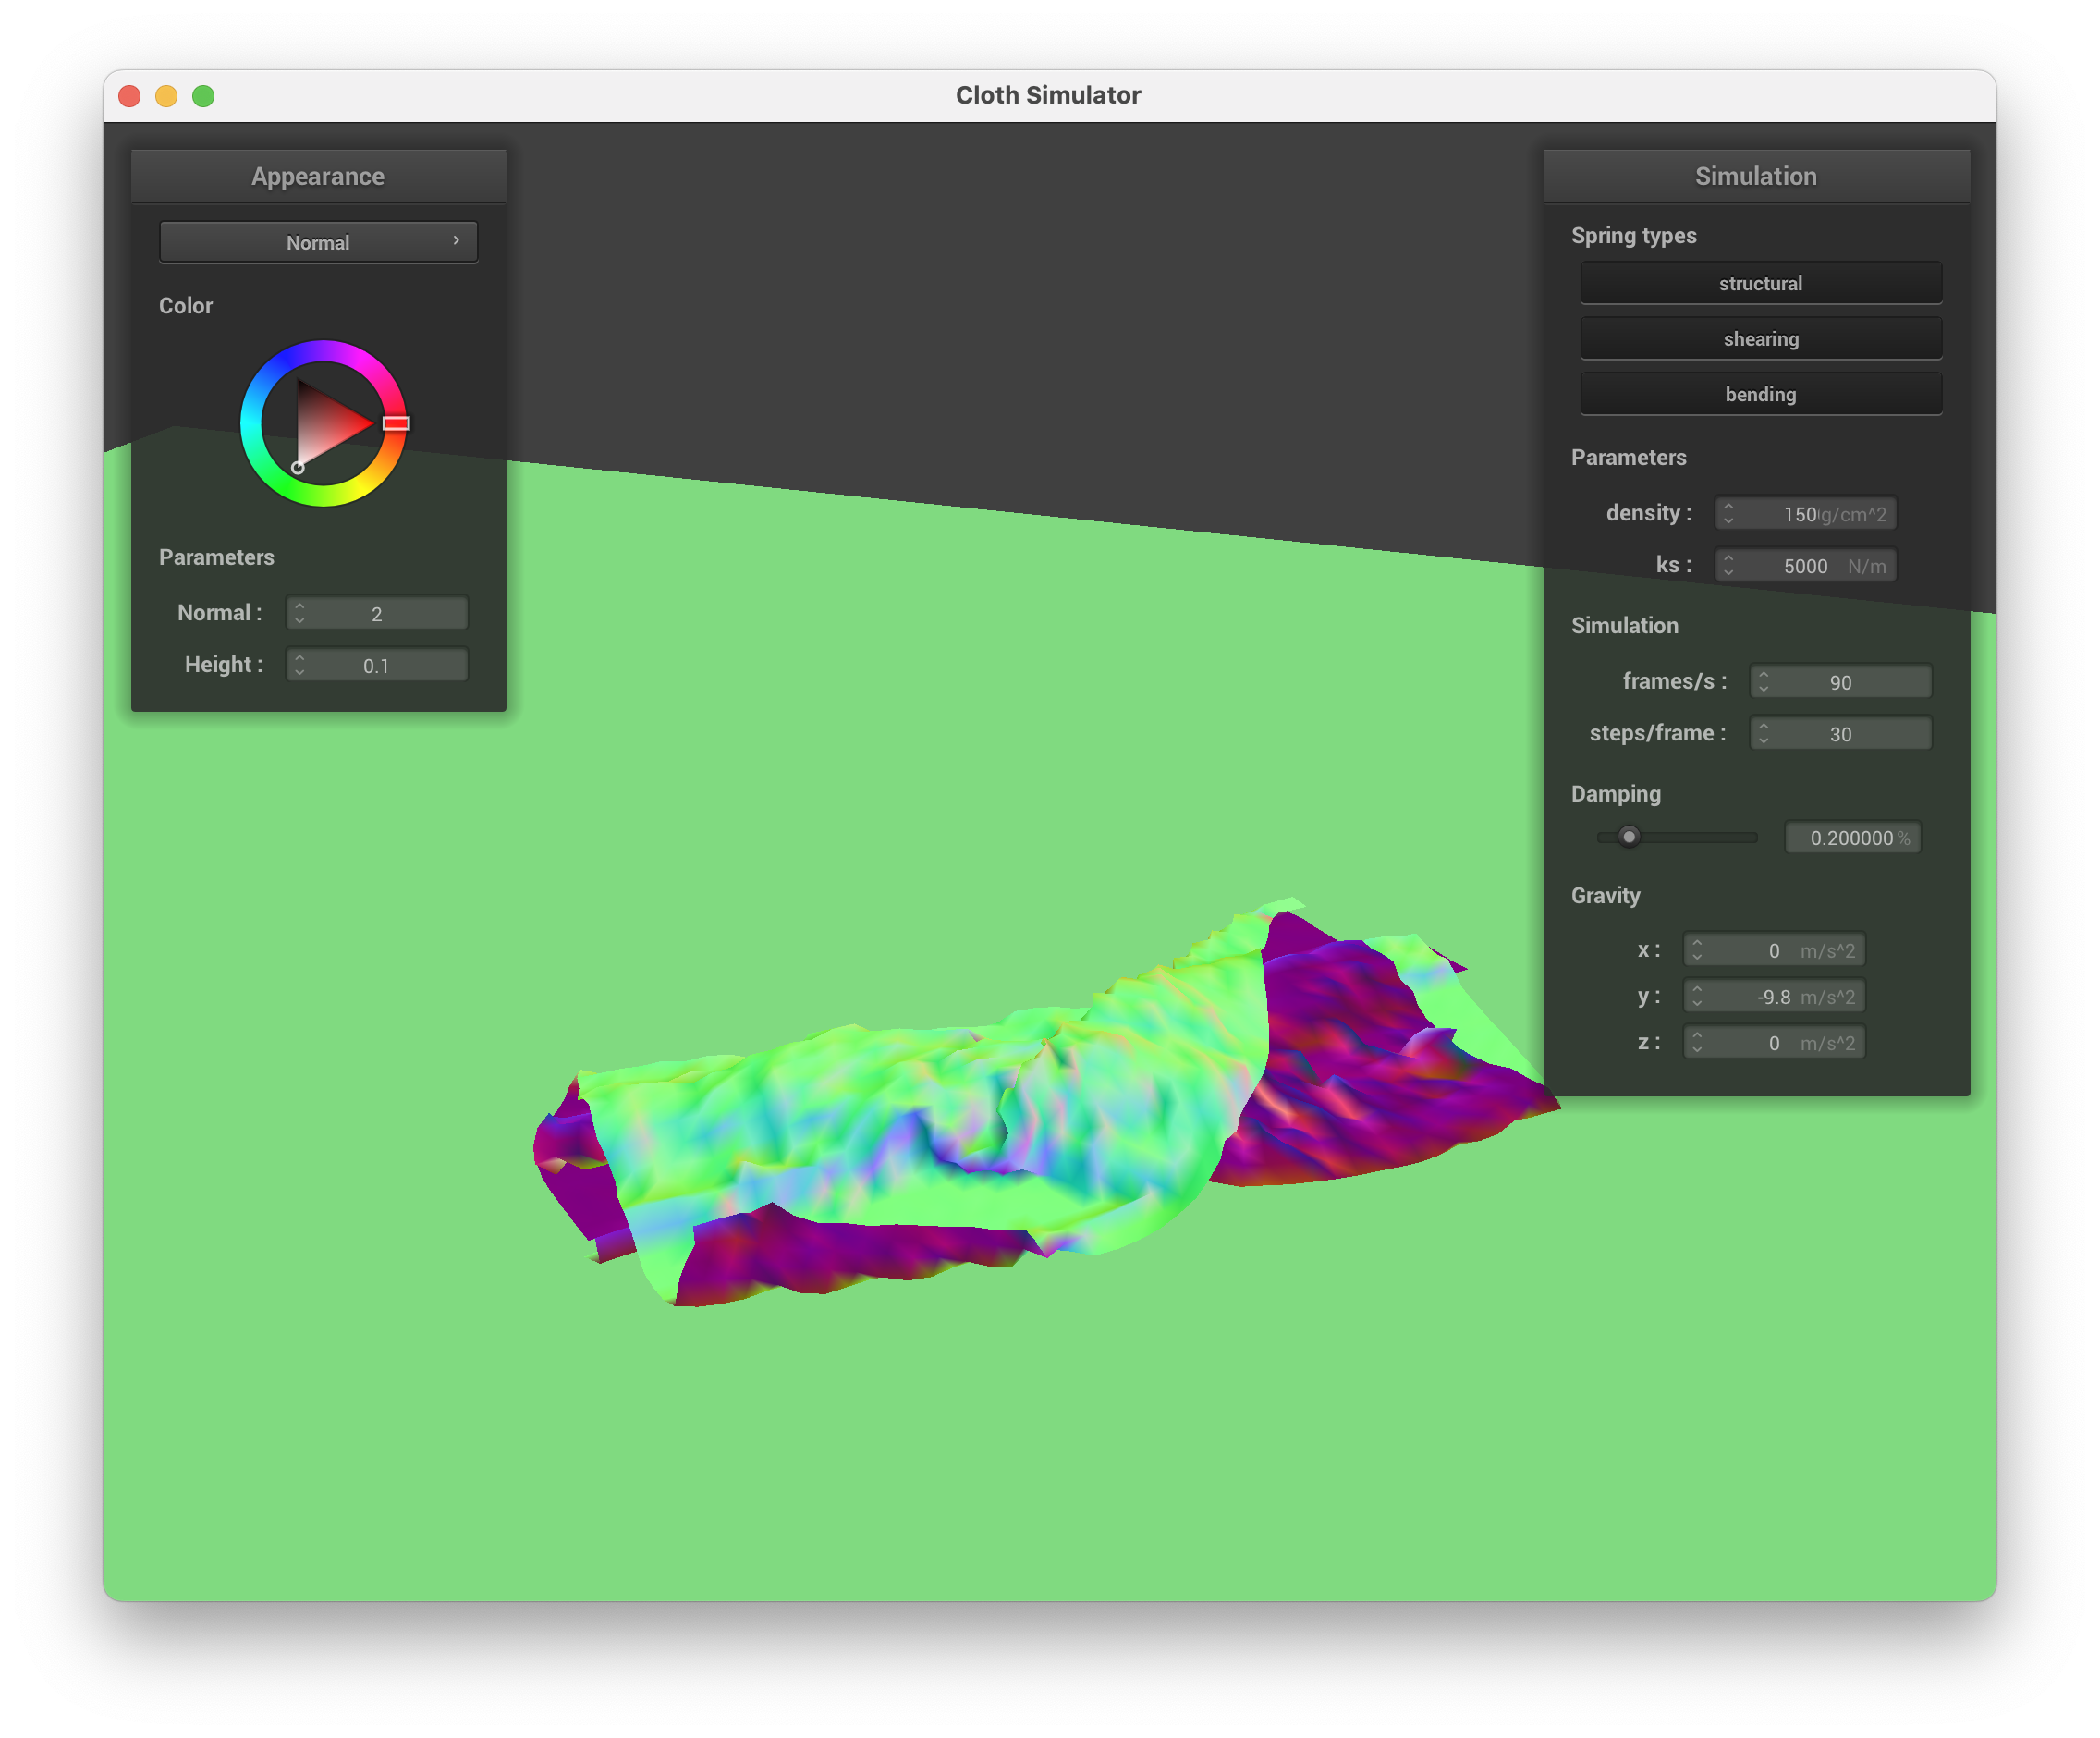 Cloth Simulator
Appearance
Normal
Color
Parameters
Normal : 2
Height : 0.1
Simulation
Spring types
structural
shearing
bending
Parameters
density : 150 g/cm^2
ks : 5000 N/m
Simulation
frames/s : 90
steps/frame : 30
Damping
0.200000 %
Gravity
x : 0 m/s^2
y : -9.8 m/s^2
z : 0 m/s^2